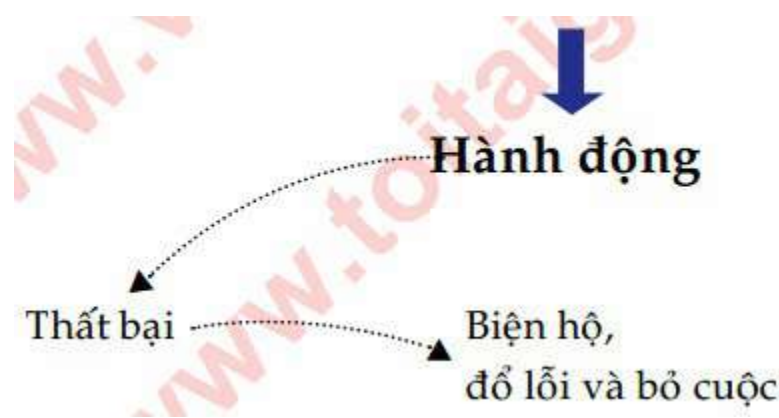 Hành động
Thất bại
Biện hộ,
đổ lỗi và bỏ cuộc